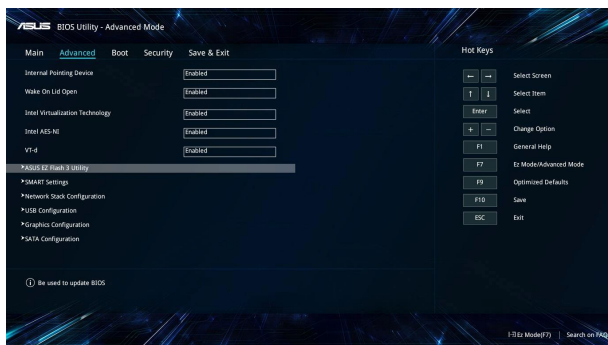 ASUS BIOS Utility - Advanced Mode
Main Advanced Boot Security Save & Exit
Internal Pointing Device Enabled
Wake On Lid Open Enabled
Intel Virtualization Technology Enabled
Intel AES-NI Enabled
VT-d Enabled
ASUS EZ Flash 3 Utility
SMART Settings
Network Stack Configuration
USB Configuration
Graphics Configuration
SATA Configuration
Be used to update BIOS
Hot Keys
← → Select Screen
↑ ↓ Select Item
Enter Select
+ − Change Option
F1 General Help
F7 Ez Mode/Advanced Mode
F9 Optimized Defaults
F10 Save
ESC Exit
Ez Mode(F7) | Search on FAQ